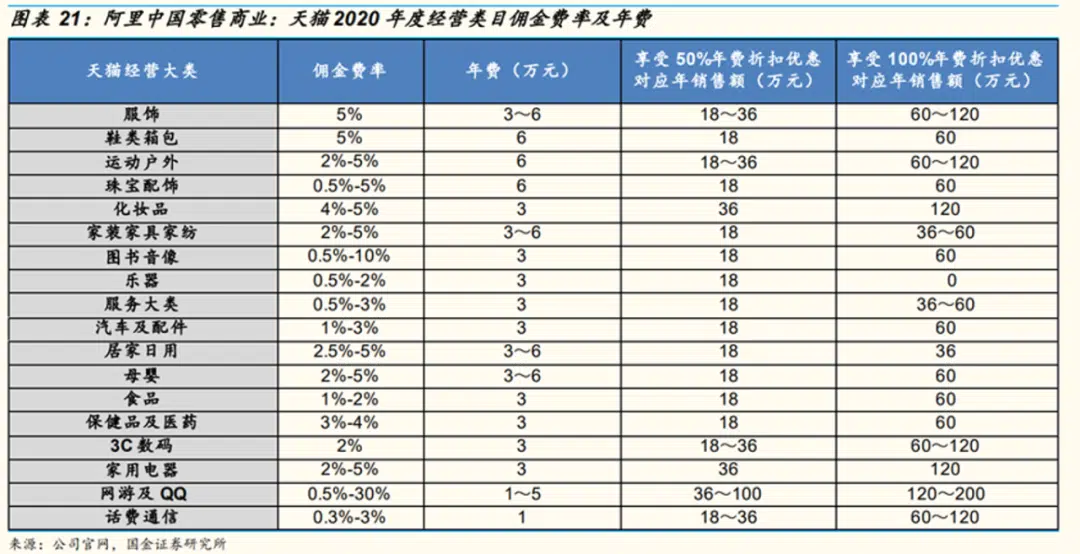 图表 21：阿里中国零售商业：天猫 2020 年度经营类目佣金费率及年费
天猫经营大类 佣金费率 年费（万元） 享受 50%年费折扣优惠 享受 100%年费折扣优惠
对应年销售额（万元） 对应年销售额（万元）
服饰 5% 3～6 18～36 60～120
鞋类箱包 5% 6 18 60
运动户外 2%-5% 6 18～36 60～120
珠宝配饰 0.5%-5% 6 18 60
化妆品 4%-5% 3 36 120
家装家具家纺 2%-5% 3～6 18 36～60
图书音像 0.5%-10% 3 18 60
乐器 0.5%-2% 3 18 0
服务大类 0.5%-3% 3 18 36～60
汽车及配件 1%-3% 3 18 60
居家日用 2.5%-5% 3～6 18 36
母婴 2%-5% 3～6 18 60
食品 1%-2% 3 18 60
保健品及医药 3%-4% 3 18 60
3C 数码 2% 3 18～36 60～120
家用电器 2%-5% 3 36 120
网游及 QQ 0.5%-30% 1～5 36～100 120～200
话费通信 0.3%-3% 1 18～36 60～120
来源：公司官网，国金证券研究所